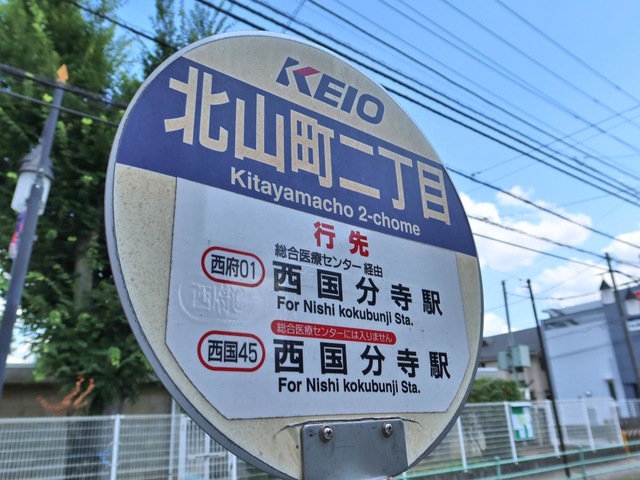 KEIO
北山町二丁目
Kitayamacho 2-chome
行先
西府01
総合医療センター 経由
西国分寺駅
For Nishi kokubunji Sta.
総合医療センターには入りません
西国45
西国分寺駅
For Nishi kokubunji Sta.